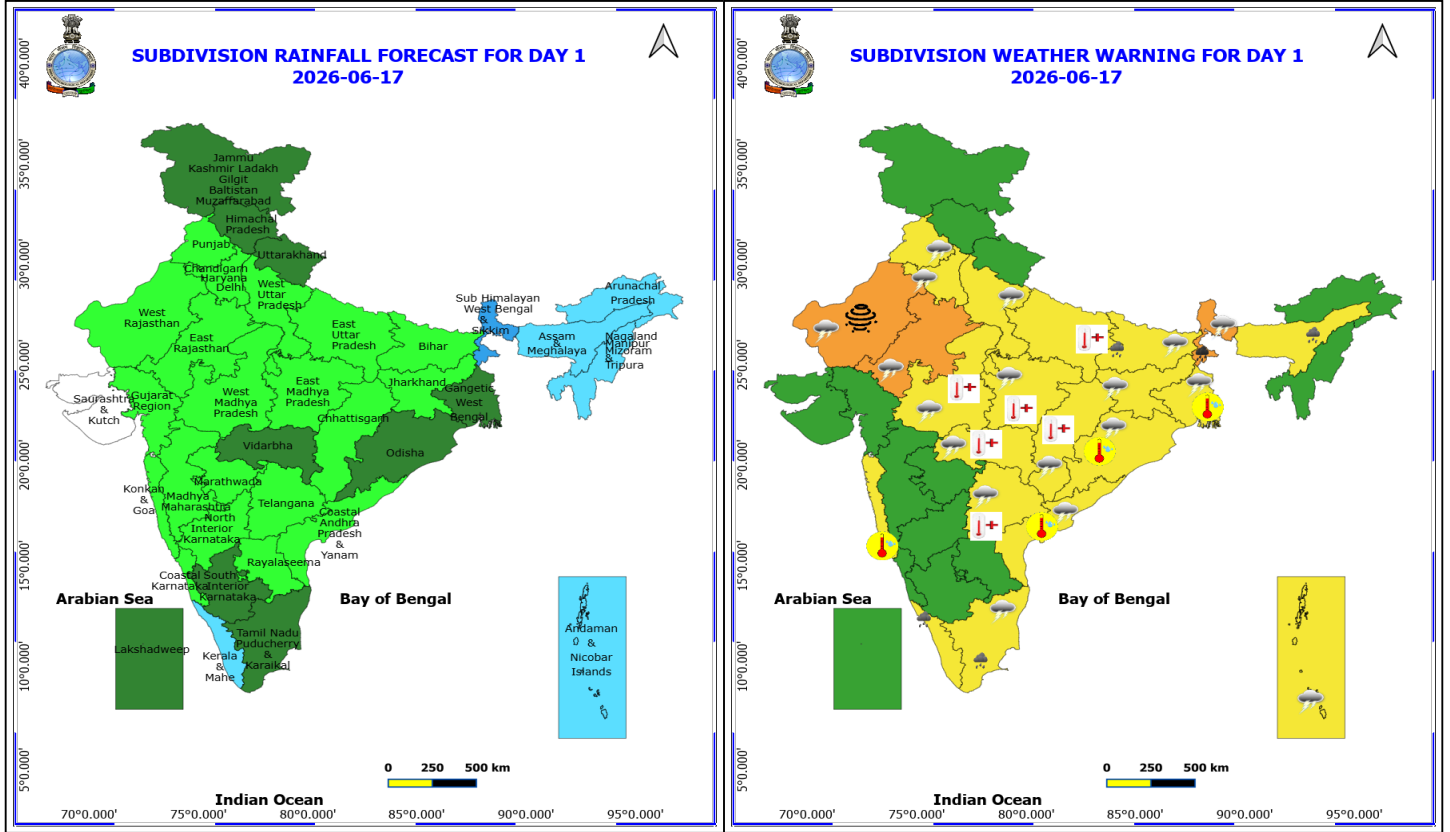 SUBDIVISION RAINFALL FORECAST FOR DAY 1
2026-06-17
40°0.000'
35°0.000'
30°0.000'
25°0.000'
20°0.000'
15°0.000'
10°0.000'
5°0.000'
Jammu
Kashmir Ladakh
Gilgit
Baltistan
Muzaffarabad
Himachal
Pradesh
Punjab
Uttarakhand
Chandigarh
Haryana
Delhi
West
Uttar
Pradesh
Arunachal
Pradesh
Sub Himalayan
West Bengal
&
Sikkim
West
Rajasthan
East
Rajasthan
East
Uttar
Pradesh
Bihar
Assam
&
Meghalaya
Nagaland
Manipur
Mizoram
&
Tripura
Saurashtra
&
Kutch
Gujarat
Region
West
Madhya
Pradesh
East
Madhya
Pradesh
Jharkhand
Gangetic
West
Bengal
Chhattisgarh
Vidarbha
Odisha
Konkan
&
Goa
Marathwada
Madhya
Maharashtra
Telangana
North
Interior
Karnataka
Coastal
Andhra
Pradesh
&
Yanam
Rayalaseema
Coastal
Karnataka
South
Interior
Karnataka
Arabian Sea
Bay of Bengal
Lakshadweep
Kerala
&
Mahe
Tamil Nadu
Puducherry
&
Karaikal
Andaman
&
Nicobar
Islands
0 250 500 km
Indian Ocean
70°0.000' 75°0.000' 80°0.000' 85°0.000' 90°0.000' 95°0.000'
SUBDIVISION WEATHER WARNING FOR DAY 1
2026-06-17
40°0.000'
35°0.000'
30°0.000'
25°0.000'
20°0.000'
15°0.000'
10°0.000'
5°0.000'
Arabian Sea
Bay of Bengal
0 250 500 km
Indian Ocean
70°0.000' 75°0.000' 80°0.000' 85°0.000' 90°0.000' 95°0.000'